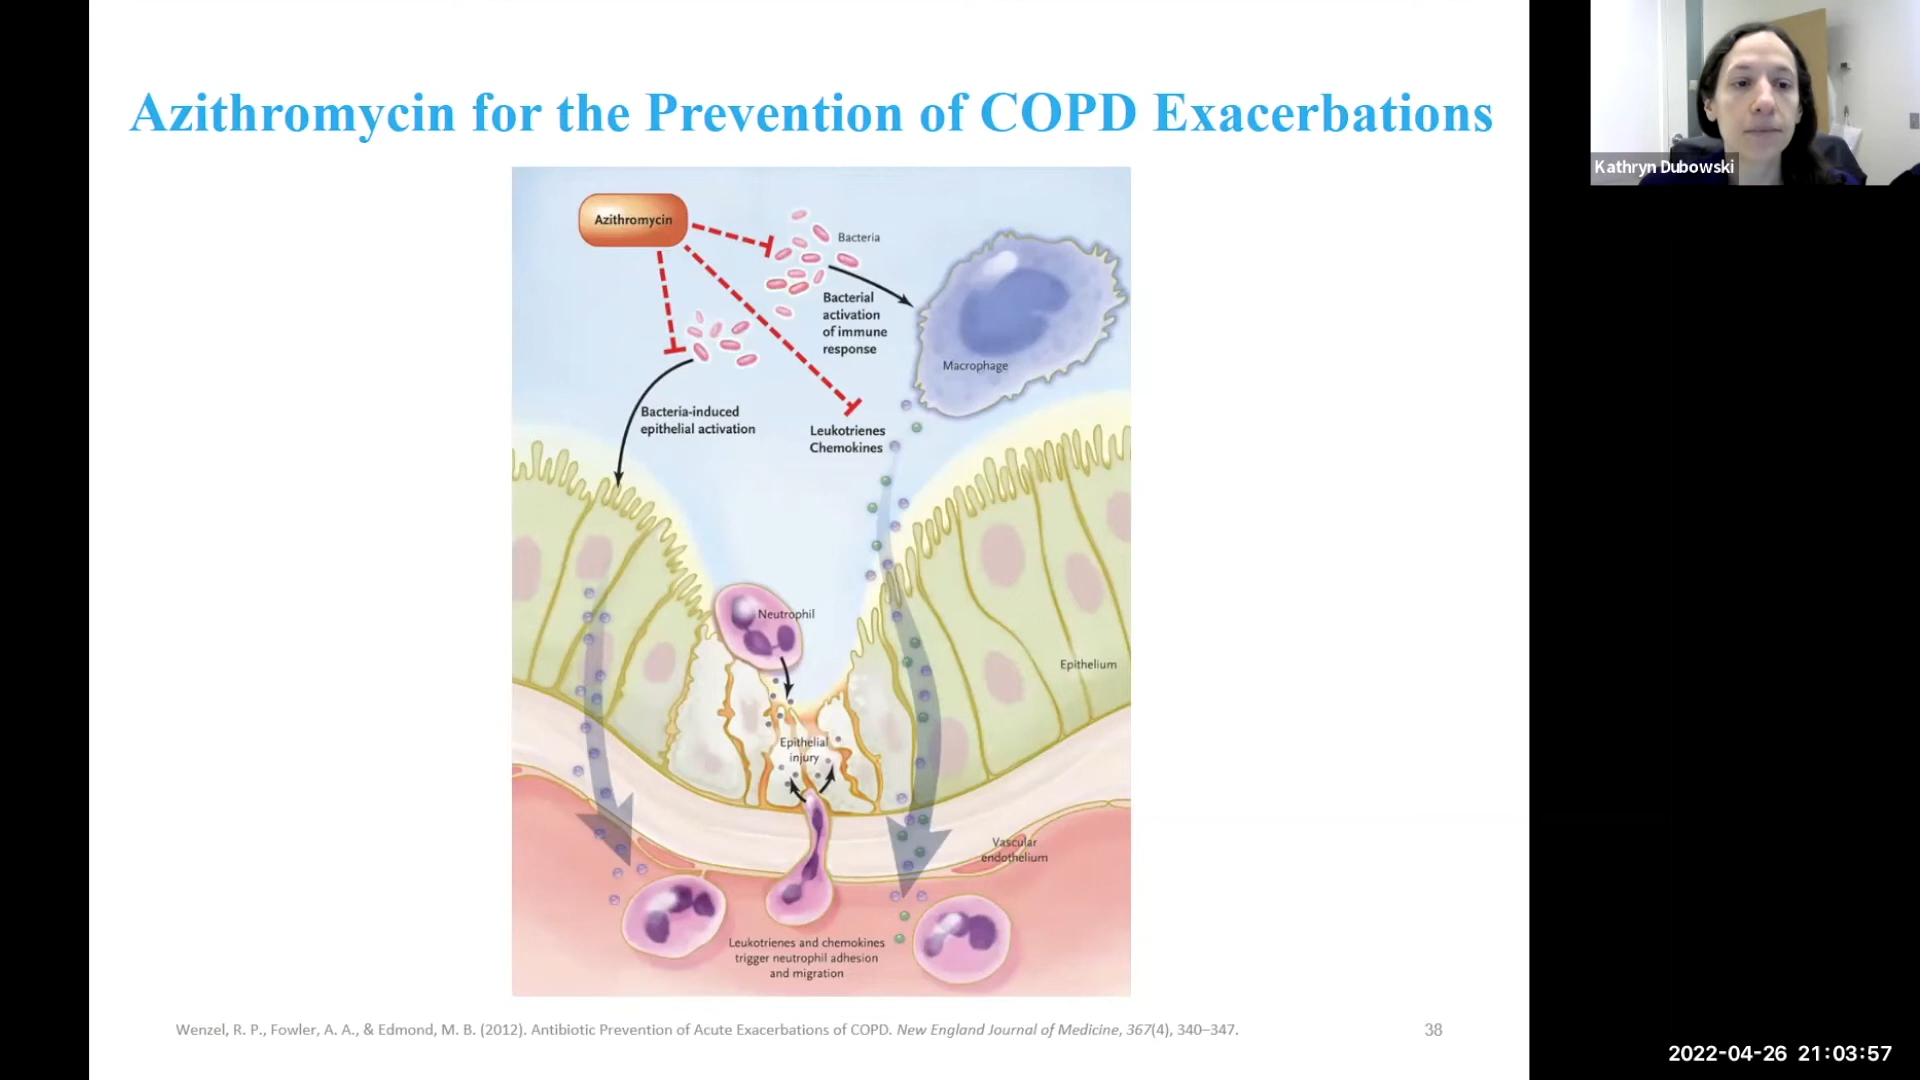 Azithromycin for the Prevention of COPD Exacerbations
Kathryn Dubowski
Azithromycin
Bacteria
Bacterial
activation
of immune
response
Macrophage
Bacteria-induced
epithelial activation
Leukotrienes
Chemokines
Neutrophil
Epithelium
Epithelial
injury
Vascular
endothelium
Leukotrienes and chemokines
trigger neutrophil adhesion
and migration
Wenzel, R. P., Fowler, A. A., & Edmond, M. B. (2012). Antibiotic Prevention of Acute Exacerbations of COPD. New England Journal of Medicine, 367(4), 340–347.
38
2022-04-26 21:03:57